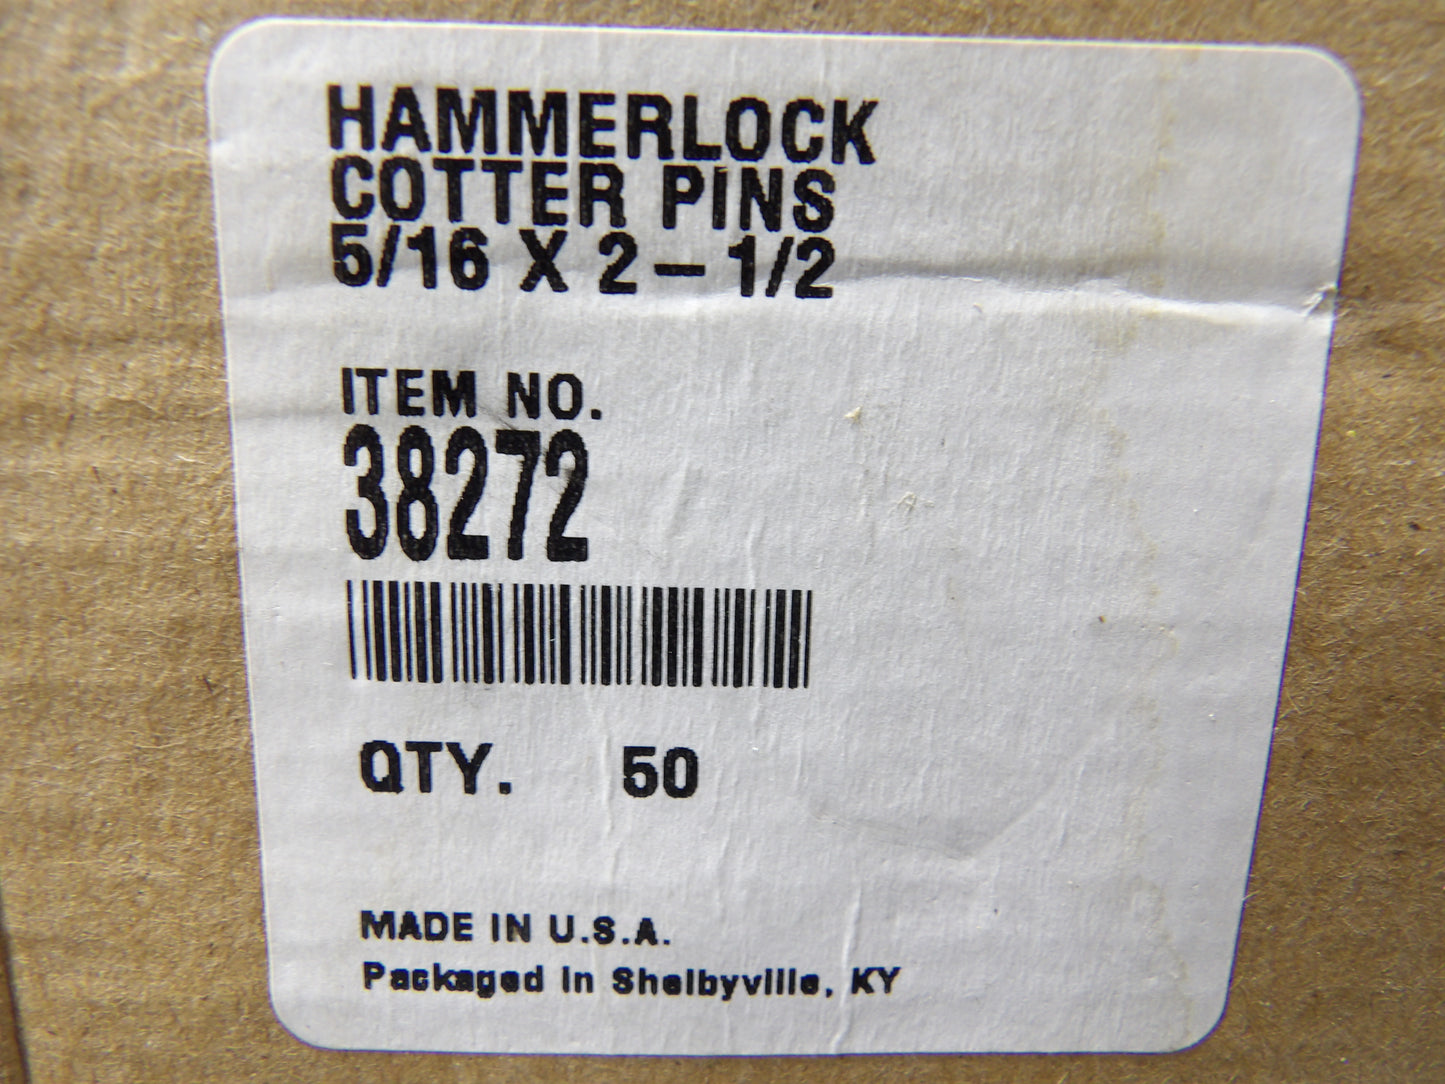 HAMMERLOCK
COTTER PINS
5/16 X 2 - 1/2
ITEM NO.
38272
QTY. 50
MADE IN U.S.A.
Packaged In Shelbyville, KY